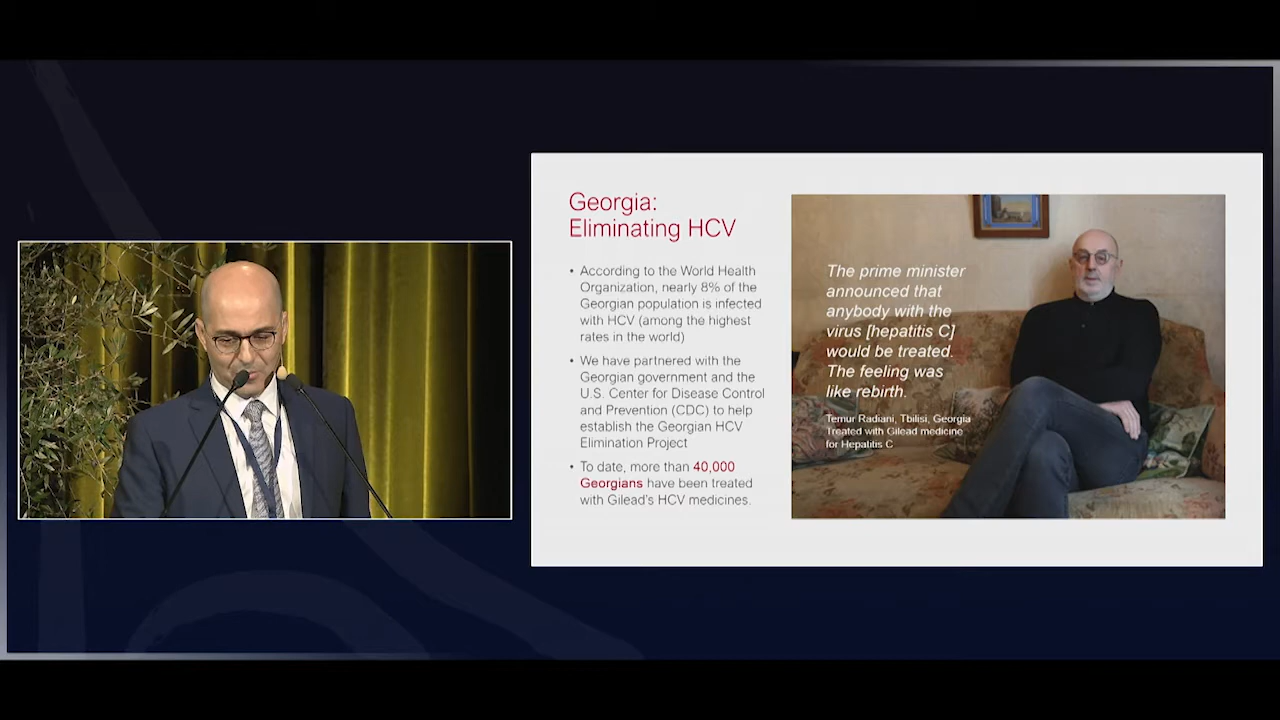 Georgia:
Eliminating HCV
• According to the World Health
Organization, nearly 8% of the
Georgian population is infected
with HCV (among the highest
rates in the world)
• We have partnered with the
Georgian government and the
U.S. Center for Disease Control
and Prevention (CDC) to help
establish the Georgian HCV
Elimination Project
• To date, more than 40,000
Georgians have been treated
with Gilead's HCV medicines.
The prime minister
announced that
anybody with the
virus [hepatitis C]
would be treated.
The feeling was
like rebirth.
Temur Radiani, Tbilisi, Georgia
Treated with Gilead medicine
for Hepatitis C